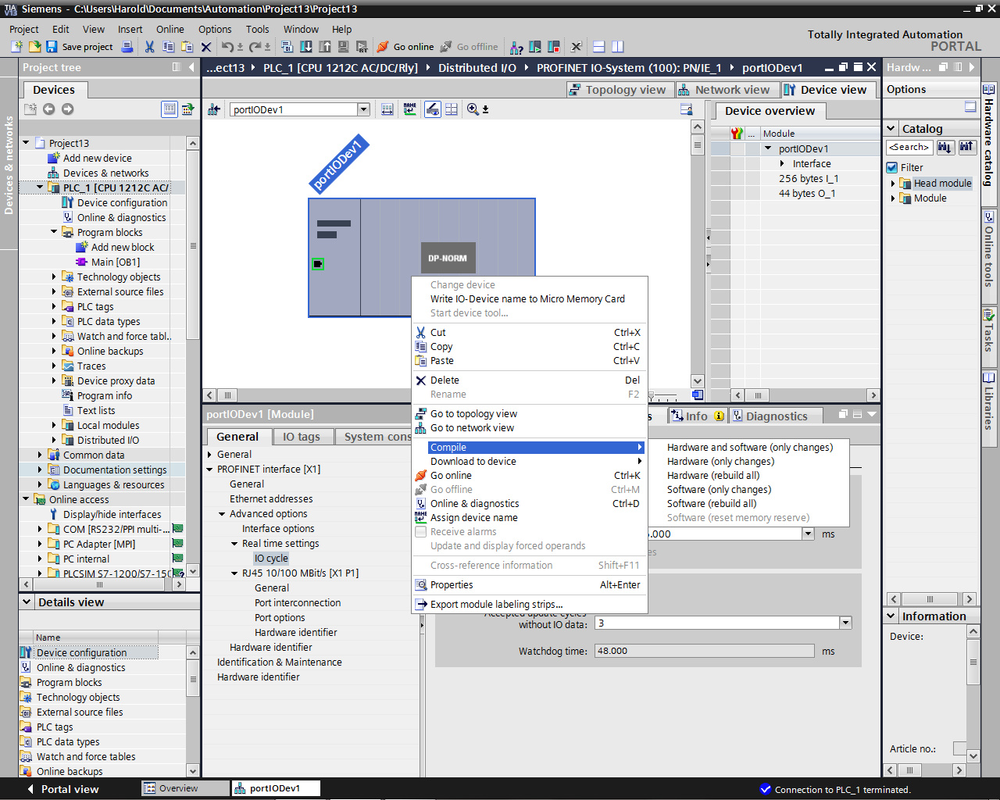 Siemens - C:\Users\Harold\Documents\Automation\Project13\Project13
Project Edit View Insert Online Options Tools Window Help
Totally Integrated Automation
PORTAL
Save project Go online Go offline
Project tree
...ect13 PLC_1 [CPU 1212C AC/DC/Rly] Distributed I/O PROFINET IO-System (100): PN/IE_1 portIODev1
Hardw ...
Devices
Topology view Network view Device view
Options
portIODev1
Device overview
Catalog
Module
<Search>
Filter
Head module
Module
portIODev1
Interface
256 bytes I_1
44 bytes O_1
Devices & networks
Hardware catalog
Online tools
Tasks
Libraries
Project13
Add new device
Devices & networks
PLC_1 [CPU 1212C AC/
Device configuration
Online & diagnostics
Program blocks
Add new block
Main [OB1]
Technology objects
External source files
PLC tags
PLC data types
Watch and force tabl..
Online backups
Traces
Device proxy data
Program info
Text lists
Local modules
Distributed I/O
Common data
Documentation settings
Languages & resources
Online access
Display/hide interfaces
COM [RS232/PPI multi-...
PC Adapter [MPI]
PC internal
PLCSIM S7-1200/S7-150
portIODev1
DP-NORM
Change device
Write IO-Device name to Micro Memory Card
Start device tool...
Cut Ctrl+X
Copy Ctrl+C
Paste Ctrl+V
Delete Del
Rename F2
Go to topology view
Go to network view
Compile
Download to device
Go online Ctrl+K
Go offline Ctrl+M
Online & diagnostics Ctrl+D
Assign device name
Receive alarms
Update and display forced operands
Cross-reference information Shift+F11
Properties Alt+Enter
Export module labeling strips...
Hardware and software (only changes)
Hardware (only changes)
Hardware (rebuild all)
Software (only changes)
Software (rebuild all)
Software (reset memory reserve)
portIODev1 [Module]
Info Diagnostics
General IO tags System cons
General
PROFINET interface [X1]
General
Ethernet addresses
Advanced options
Interface options
Real time settings
IO cycle
RJ45 10/100 MBit/s [X1 P1]
General
Port interconnection
Port options
Hardware identifier
Hardware identifier
Identification & Maintenance
Hardware identifier
.000 ms
Accepted update cycles
without IO data: 3
Watchdog time: 48.000 ms
Details view
Name
Device configuration
Online & diagnostics
Program blocks
Technology objects
External source files
PLC tags
PLC data types
Watch and force tables
Online backups
Information
Device:
Article no.:
Portal view Overview portIODev1
Connection to PLC_1 terminated.